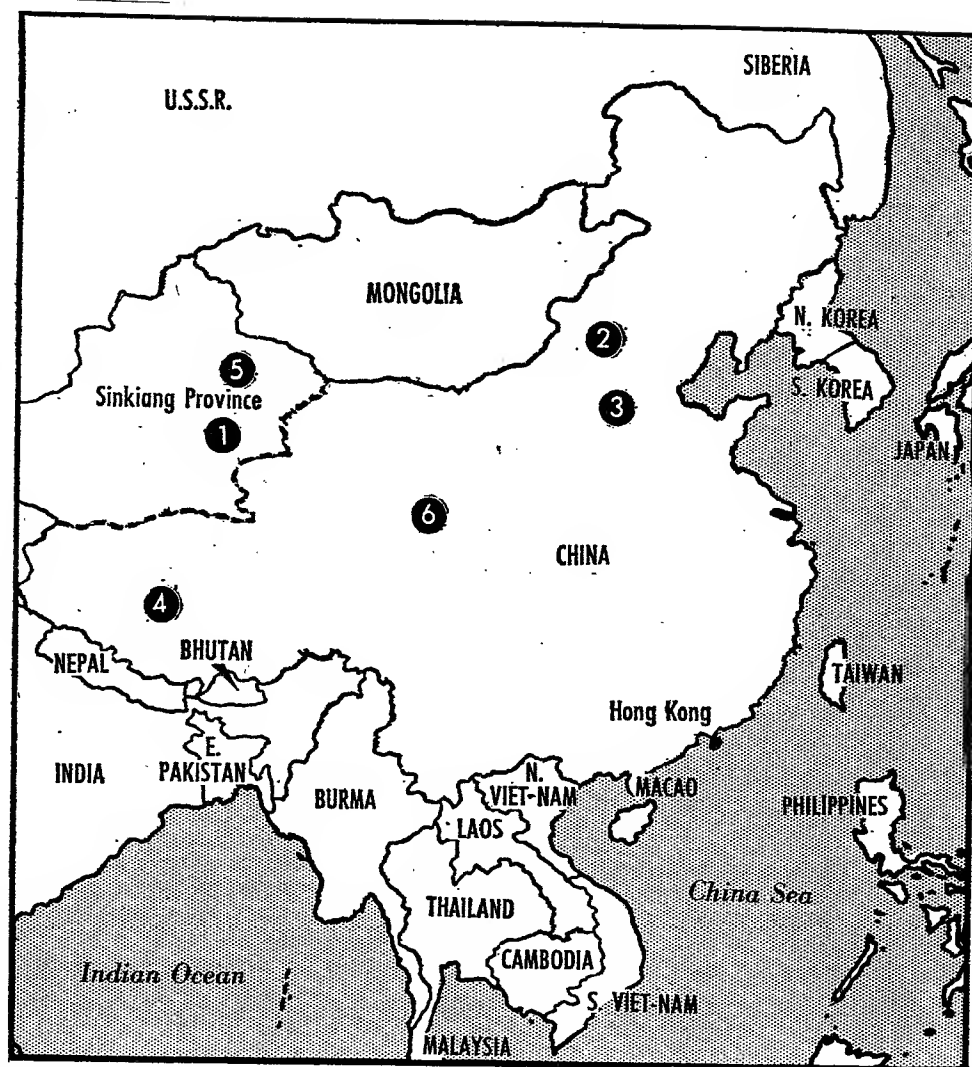 SIBERIA
U.S.S.R.
MONGOLIA
N. KOREA
2
5
S. KOREA
Sinkiang Province
3
1
JAPAN
6
CHINA
4
BHUTAN
NEPAL
TAIWAN
Hong Kong
E.
PAKISTAN
INDIA
N.
VIET-NAM
MACAO
BURMA
PHILIPPINES
LAOS
China Sea
THAILAND
CAMBODIA
Indian Ocean
S. VIET-NAM
MALAYSIA